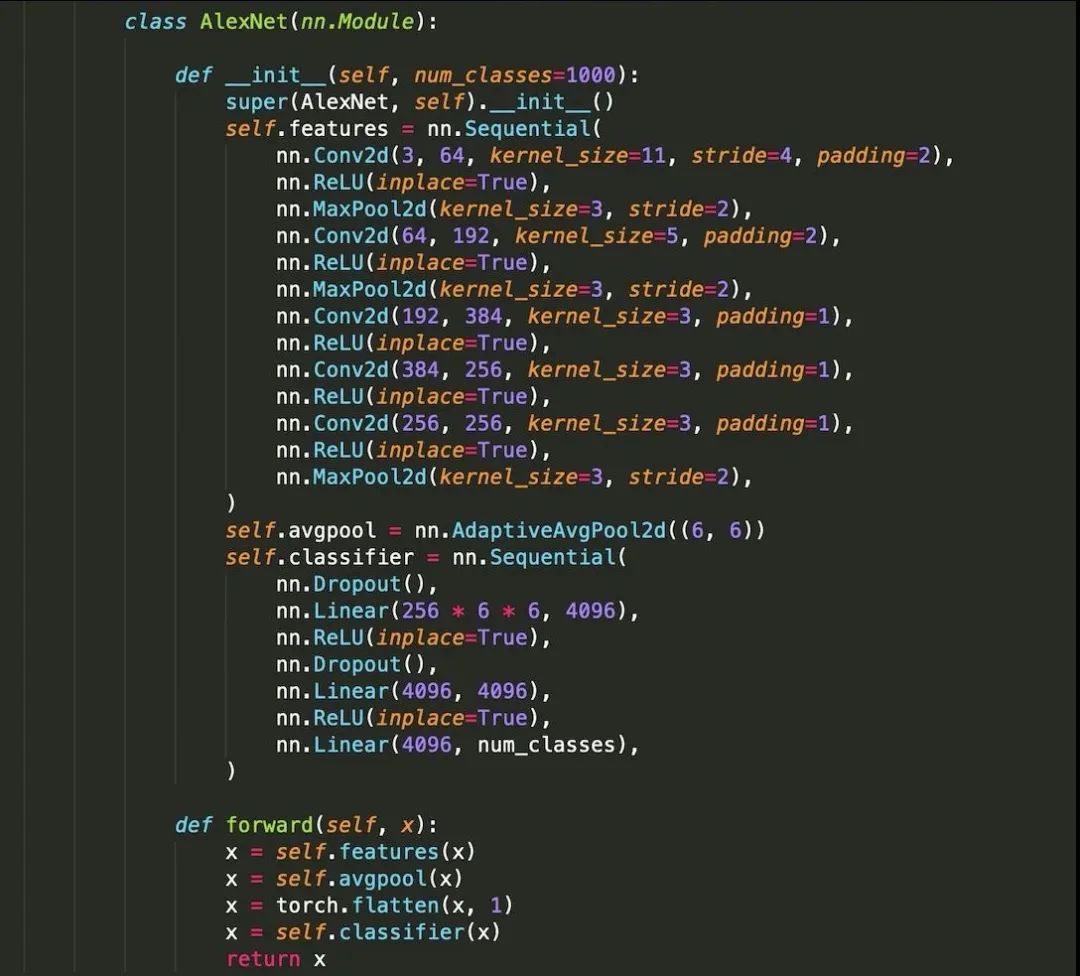 class AlexNet(nn.Module):
def __init__(self, num_classes=1000):
super(AlexNet, self).__init__()
self.features = nn.Sequential(
nn.Conv2d(3, 64, kernel_size=11, stride=4, padding=2),
nn.ReLU(inplace=True),
nn.MaxPool2d(kernel_size=3, stride=2),
nn.Conv2d(64, 192, kernel_size=5, padding=2),
nn.ReLU(inplace=True),
nn.MaxPool2d(kernel_size=3, stride=2),
nn.Conv2d(192, 384, kernel_size=3, padding=1),
nn.ReLU(inplace=True),
nn.Conv2d(384, 256, kernel_size=3, padding=1),
nn.ReLU(inplace=True),
nn.Conv2d(256, 256, kernel_size=3, padding=1),
nn.ReLU(inplace=True),
nn.MaxPool2d(kernel_size=3, stride=2),
)
self.avgpool = nn.AdaptiveAvgPool2d((6, 6))
self.classifier = nn.Sequential(
nn.Dropout(),
nn.Linear(256 * 6 * 6, 4096),
nn.ReLU(inplace=True),
nn.Dropout(),
nn.Linear(4096, 4096),
nn.ReLU(inplace=True),
nn.Linear(4096, num_classes),
)
def forward(self, x):
x = self.features(x)
x = self.avgpool(x)
x = torch.flatten(x, 1)
x = self.classifier(x)
return x